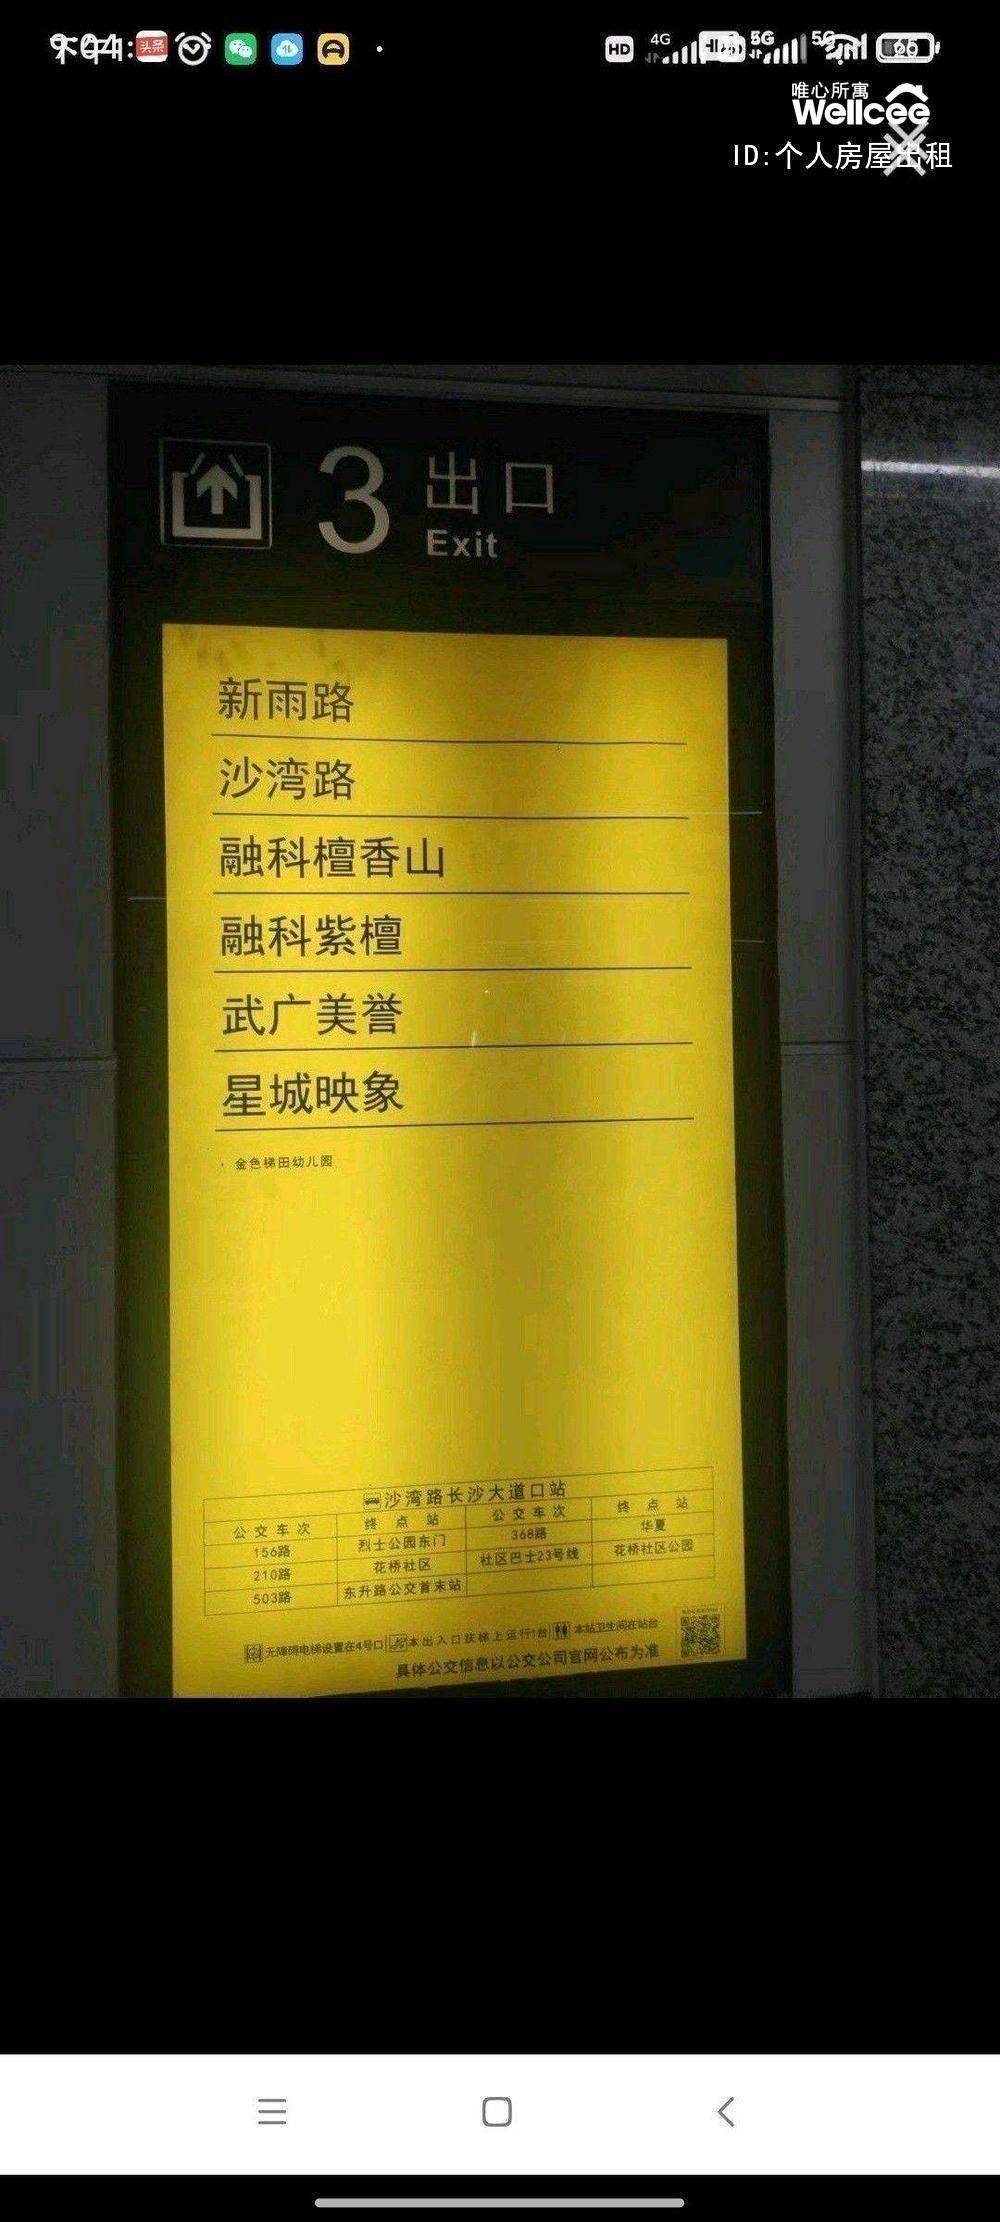 HD 4G 5G 5G
唯心所寓
Wellcee
ID:个人房屋出租
3 出口
Exit
新雨路
沙湾路
融科檀香山
融科紫檀
武广美誉
星城映象
· 金色梯田幼儿园
沙湾路长沙大道口站
公交车次 终点站 公交车次 终点站
156路 烈士公园东门 368路 华夏
210路 花桥社区 社区巴士23号线 花桥社区公园
503路 东升路公交首末站
无障碍电梯设置在4号口 本出入口扶梯上运行1台 本站卫生间在站台
具体公交信息以公交公司官网公布为准